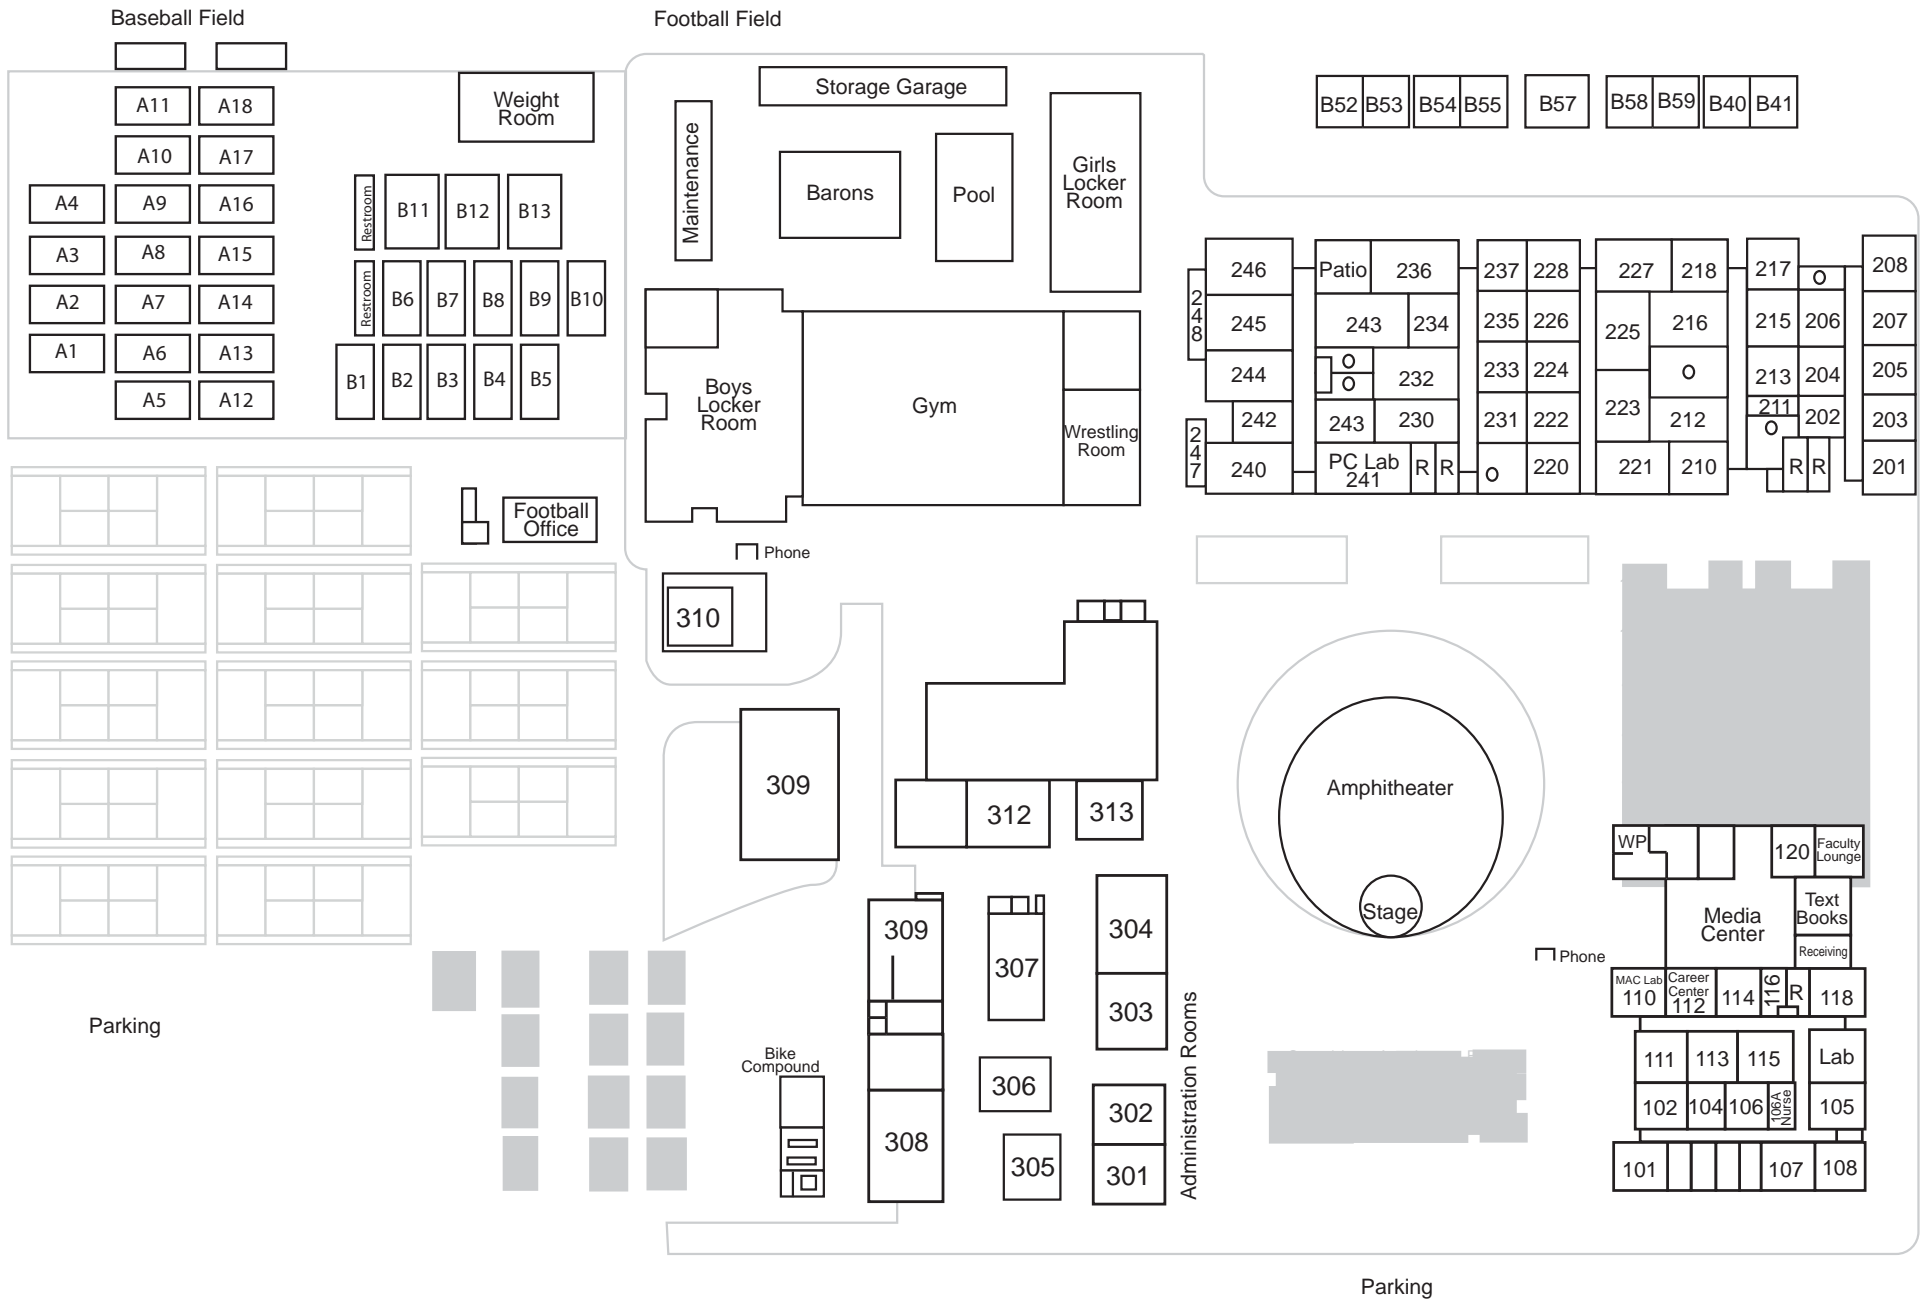 Baseball Field
Football Field
A11
A18
A10
A17
A4
A9
A16
A3
A8
A15
A2
A7
A14
A1
A6
A13
A5
A12
Weight
Room
Restroom
B11
B12
B13
Restroom
B6
B7
B8
B9
B10
B1
B2
B3
B4
B5
Storage Garage
Maintenance
Barons
Pool
Girls
Locker
Room
Boys
Locker
Room
Gym
Wrestling
Room
B52
B53
B54
B55
B57
B58
B59
B40
B41
246
248
245
244
242
247
240
Patio
236
243
234
232
243
230
PC Lab
241
R
R
237
228
235
226
233
224
231
222
220
227
218
225
216
223
212
221
210
217
215
206
213
204
211
202
R
R
208
207
205
203
201
Football
Office
Phone
310
309
312
313
Amphitheater
Stage
Phone
309
308
307
306
305
304
303
302
301
Administration Rooms
Bike
Compound
Parking
WP
120
Faculty
Lounge
Media
Center
Text
Books
Receiving
MAC Lab
110
Career
Center
112
114
116
R
118
111
113
115
Lab
102
104
106
106A
Nurse
105
101
107
108
Parking